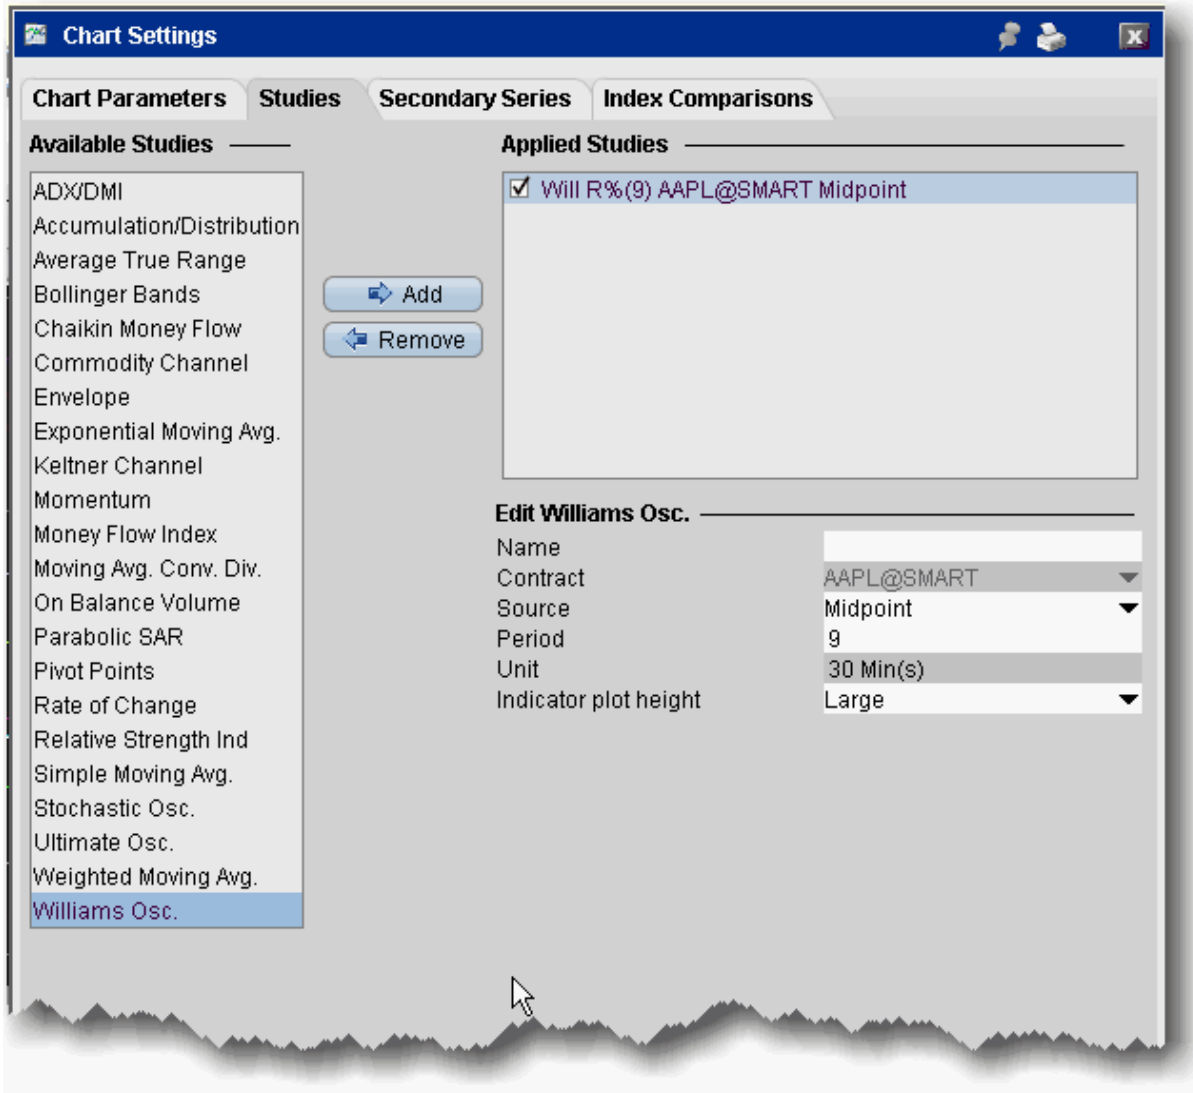 Chart Settings
Chart Parameters
Studies
Secondary Series
Index Comparisons
Available Studies
ADX/DMI
Accumulation/Distribution
Average True Range
Bollinger Bands
Chaikin Money Flow
Commodity Channel
Envelope
Exponential Moving Avg.
Keltner Channel
Momentum
Money Flow Index
Moving Avg. Conv. Div.
On Balance Volume
Parabolic SAR
Pivot Points
Rate of Change
Relative Strength Ind
Simple Moving Avg.
Stochastic Osc.
Ultimate Osc.
Weighted Moving Avg.
Williams Osc.
Add
Remove
Applied Studies
Will R%(9) AAPL@SMART Midpoint
Edit Williams Osc.
Name
Contract AAPL@SMART
Source Midpoint
Period 9
Unit 30 Min(s)
Indicator plot height Large